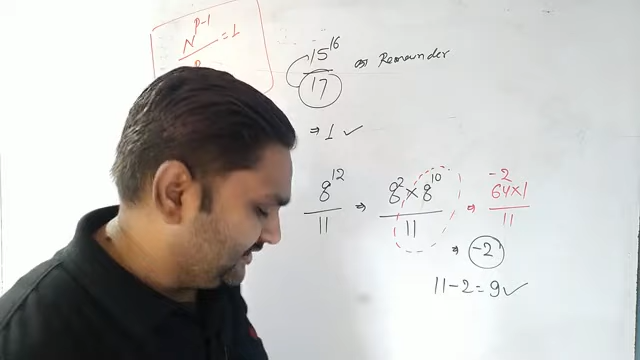 N^(P-1)/P = 1
15^16/17 ⇒ Remainder
⇒ 1 ✓
8^12/11 ⇒ 8^2 × 8^10/11 ⇒ -2 64×1/11
⇒ -2
11-2=9 ✓